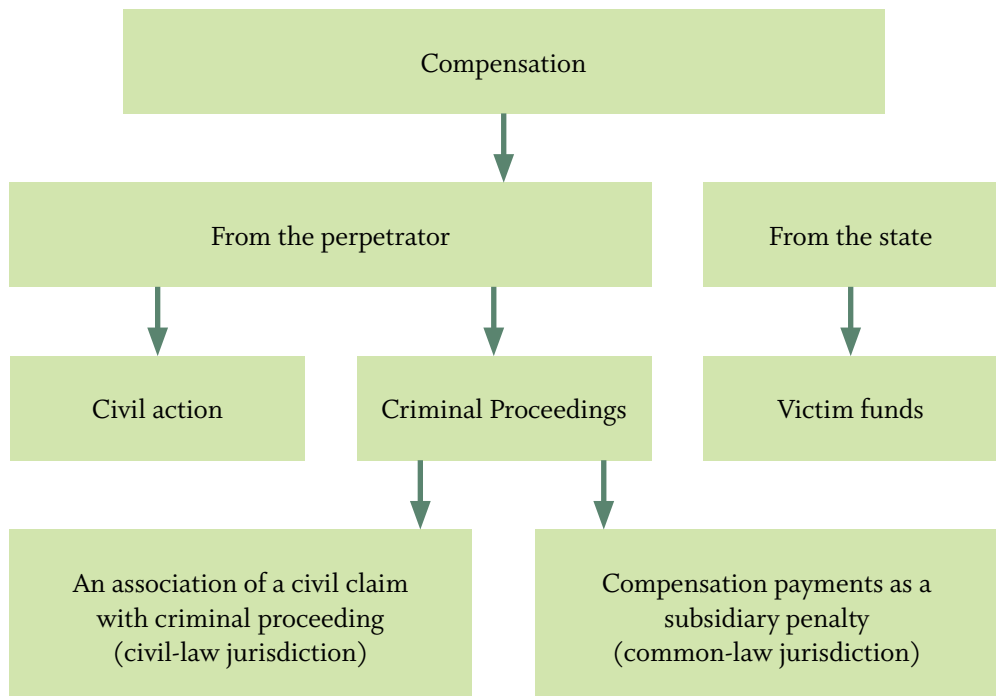 Compensation
From the perpetrator
From the state
Civil action
Criminal Proceedings
Victim funds
An association of a civil claim
with criminal proceeding
(civil-law jurisdiction)
Compensation payments as a
subsidiary penalty
(common-law jurisdiction)